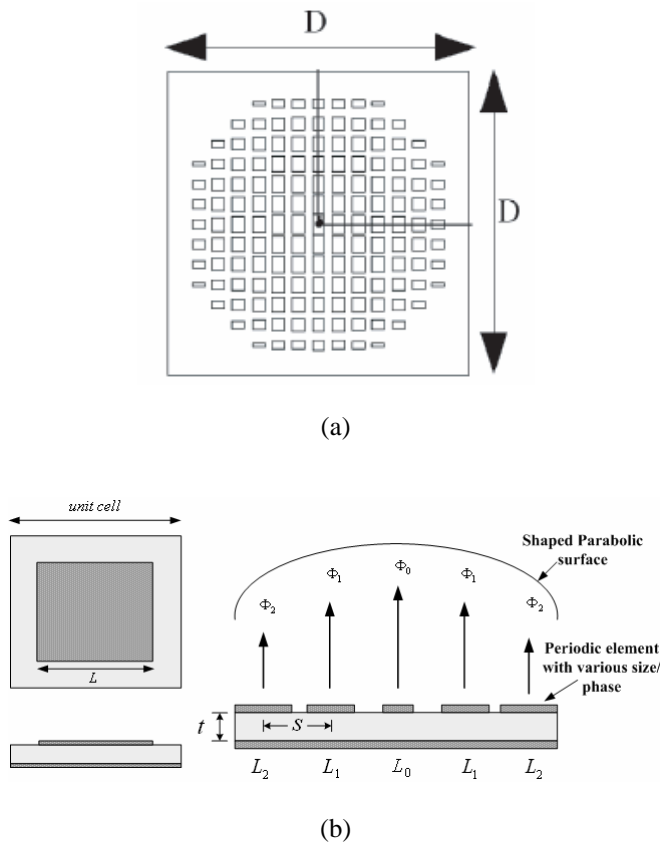 D
D
(a)
unit cell
L
Shaped Parabolic
surface
Φ₂
Φ₁
Φ₀
Φ₁
Φ₂
Periodic element
with various size/
phase
t
S
L₂
L₁
L₀
L₁
L₂
(b)